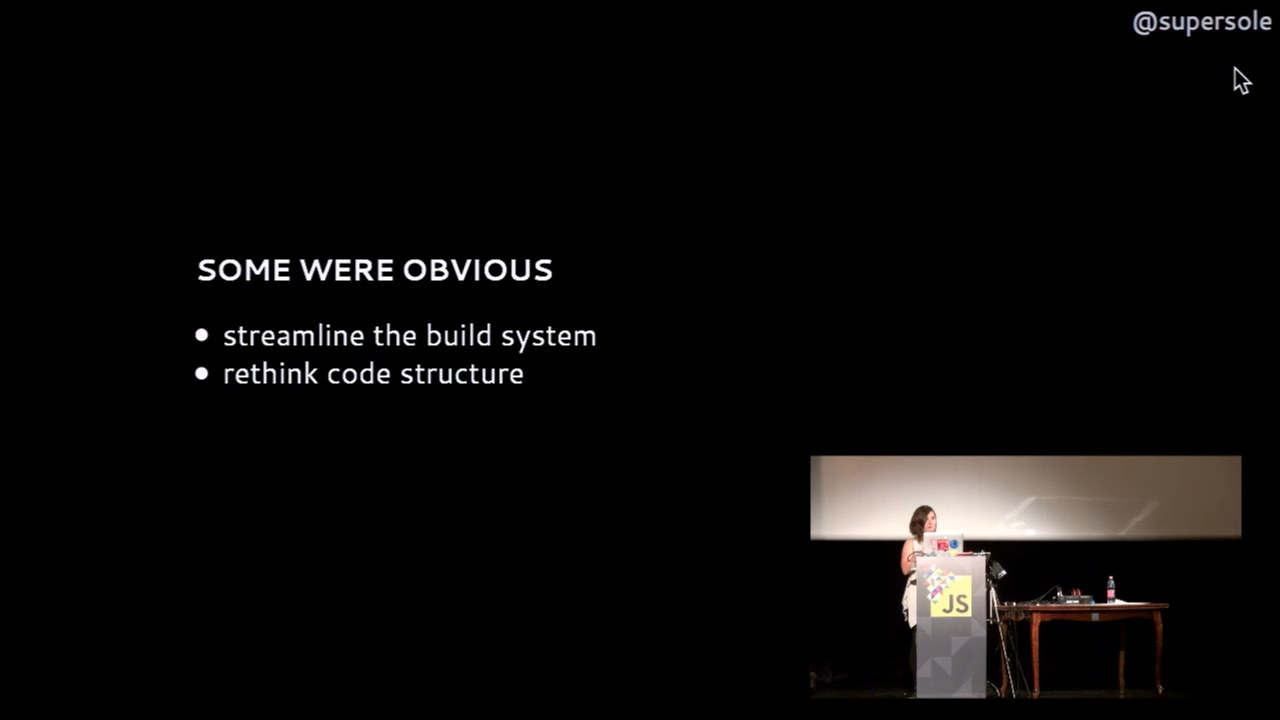 @supersole
SOME WERE OBVIOUS
streamline the build system
rethink code structure
JS